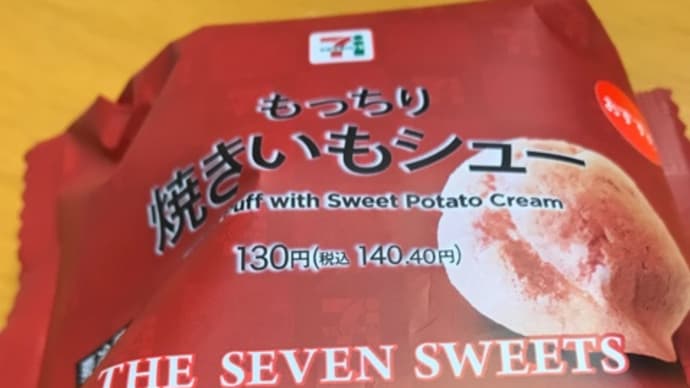 もっちり
焼きいもシュー
with Sweet Potato Cream
130円(税込 140.40円)
THE SEVEN SWEETS